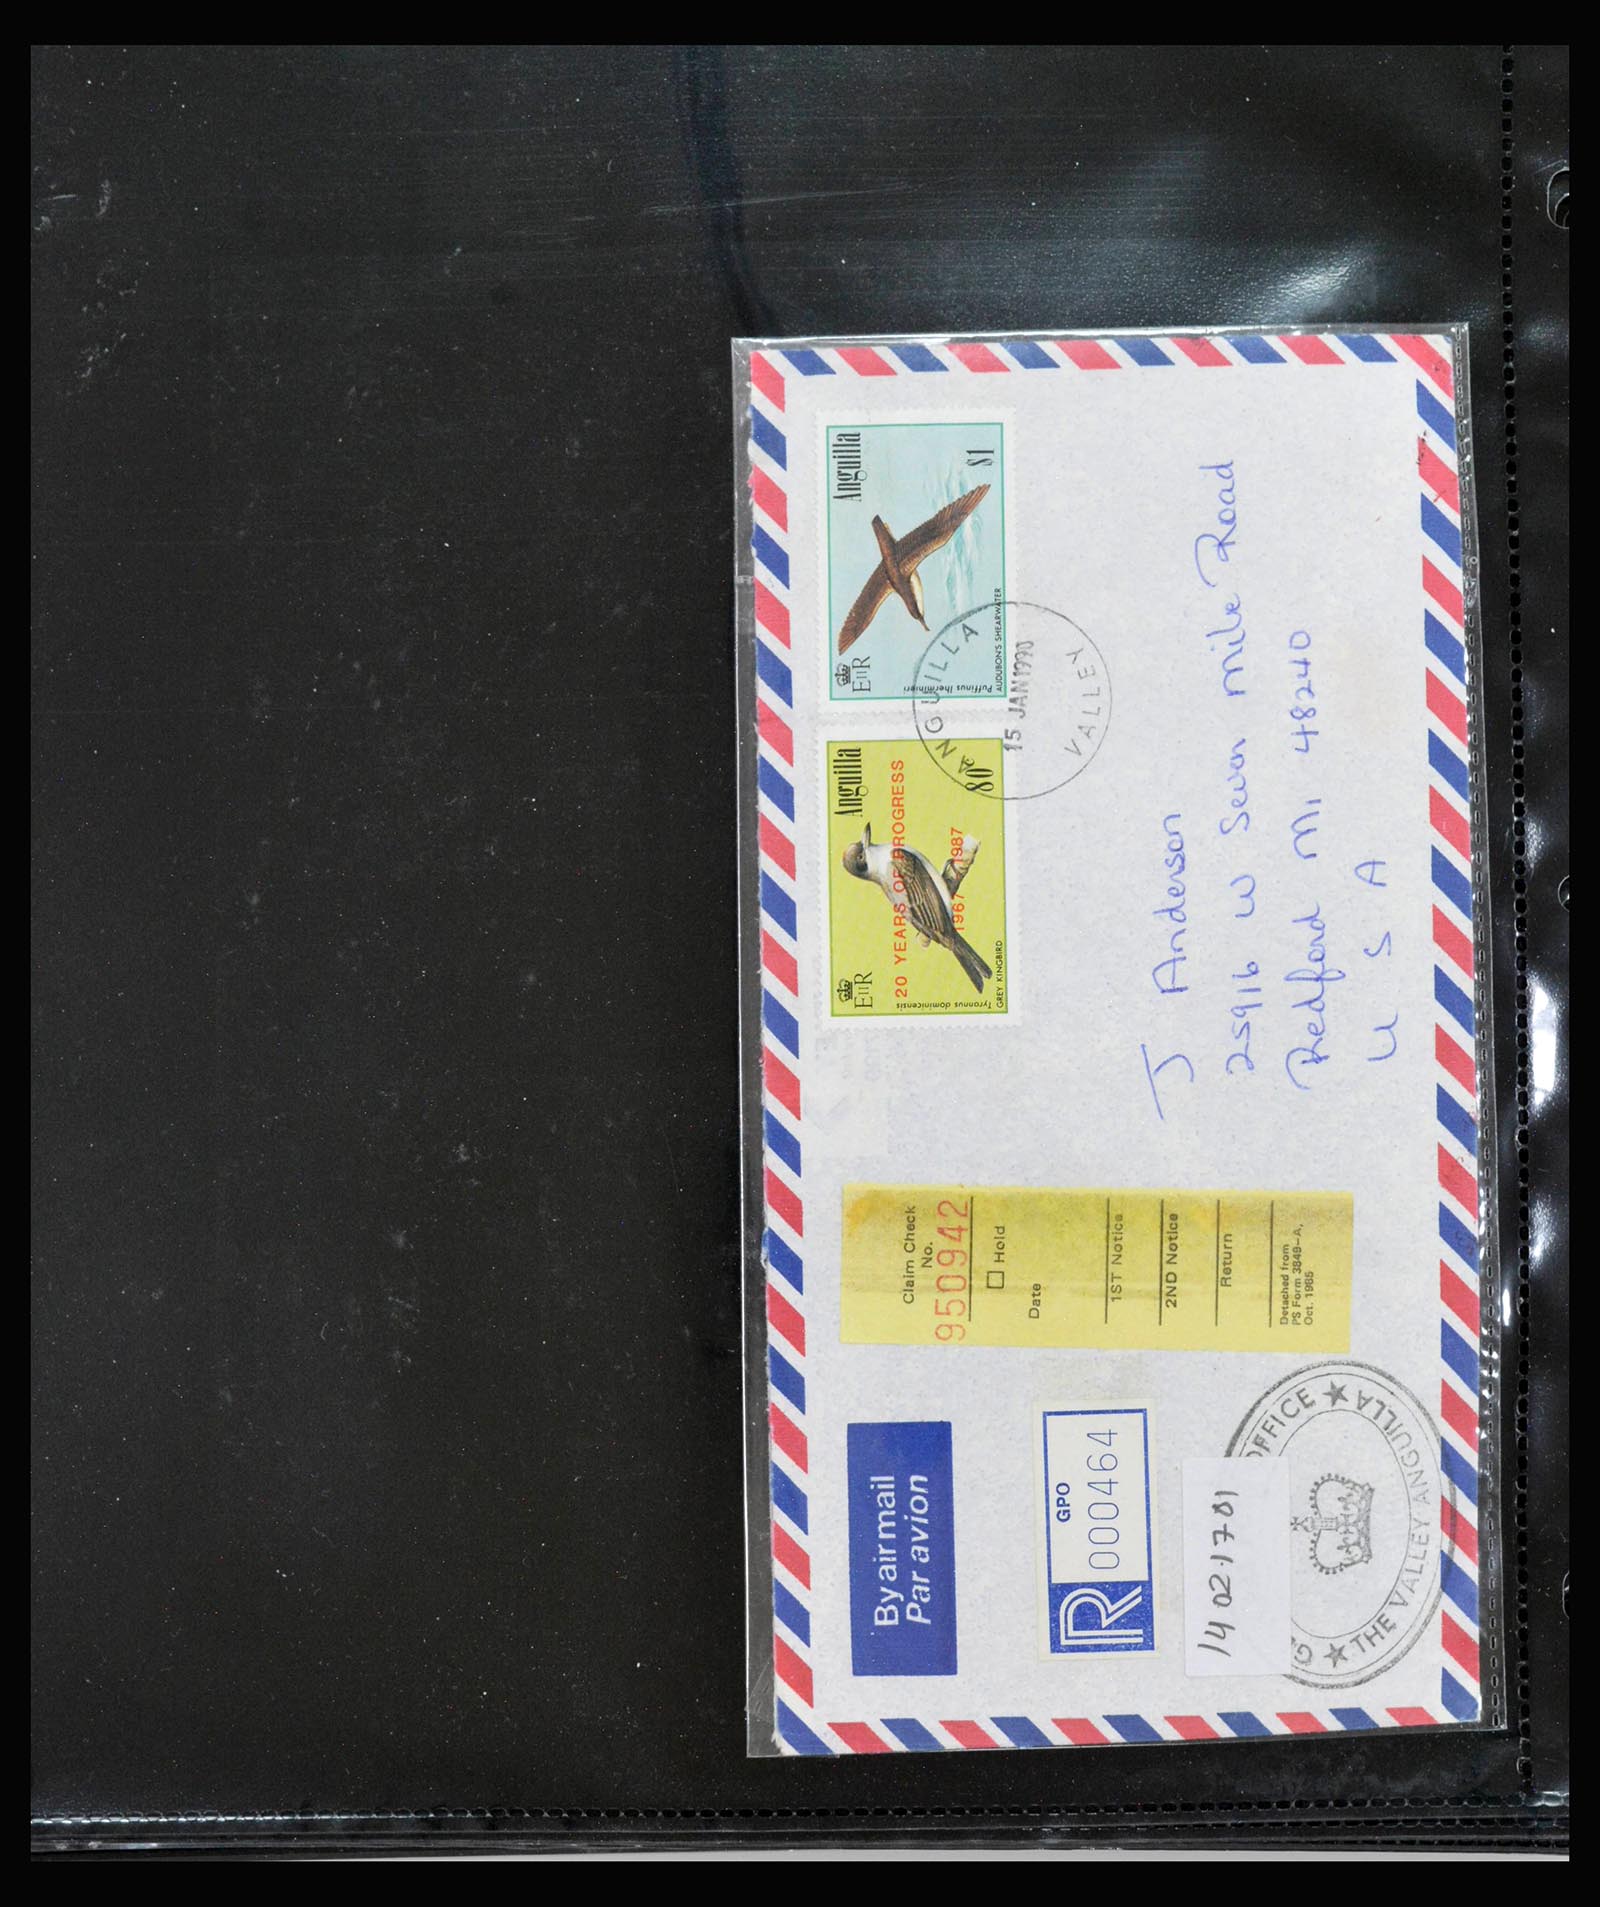 By air mail
Par avion
R
GPO
000464
1402.1701
OFFICE ★
G
★ THE VALLEY ANGUILLA
Claim Check
No.
950942
Hold
Date
1ST Notice
2ND Notice
Return
Detached from
PS Form 3849-A,
Oct. 1985
EIIR
Anguilla
20 YEARS OF PROGRESS
80c
1967 1987
Tyrannus dominicensis
GREY KINGBIRD
EIIR
Anguilla
$1
Puffinus lherminieri
AUDUBON'S SHEARWATER
ANGUILLA
15 JAN 1990
VALLEY
J Anderson
25916 W Seven Mile Road
Redford Mi 48240
U S A